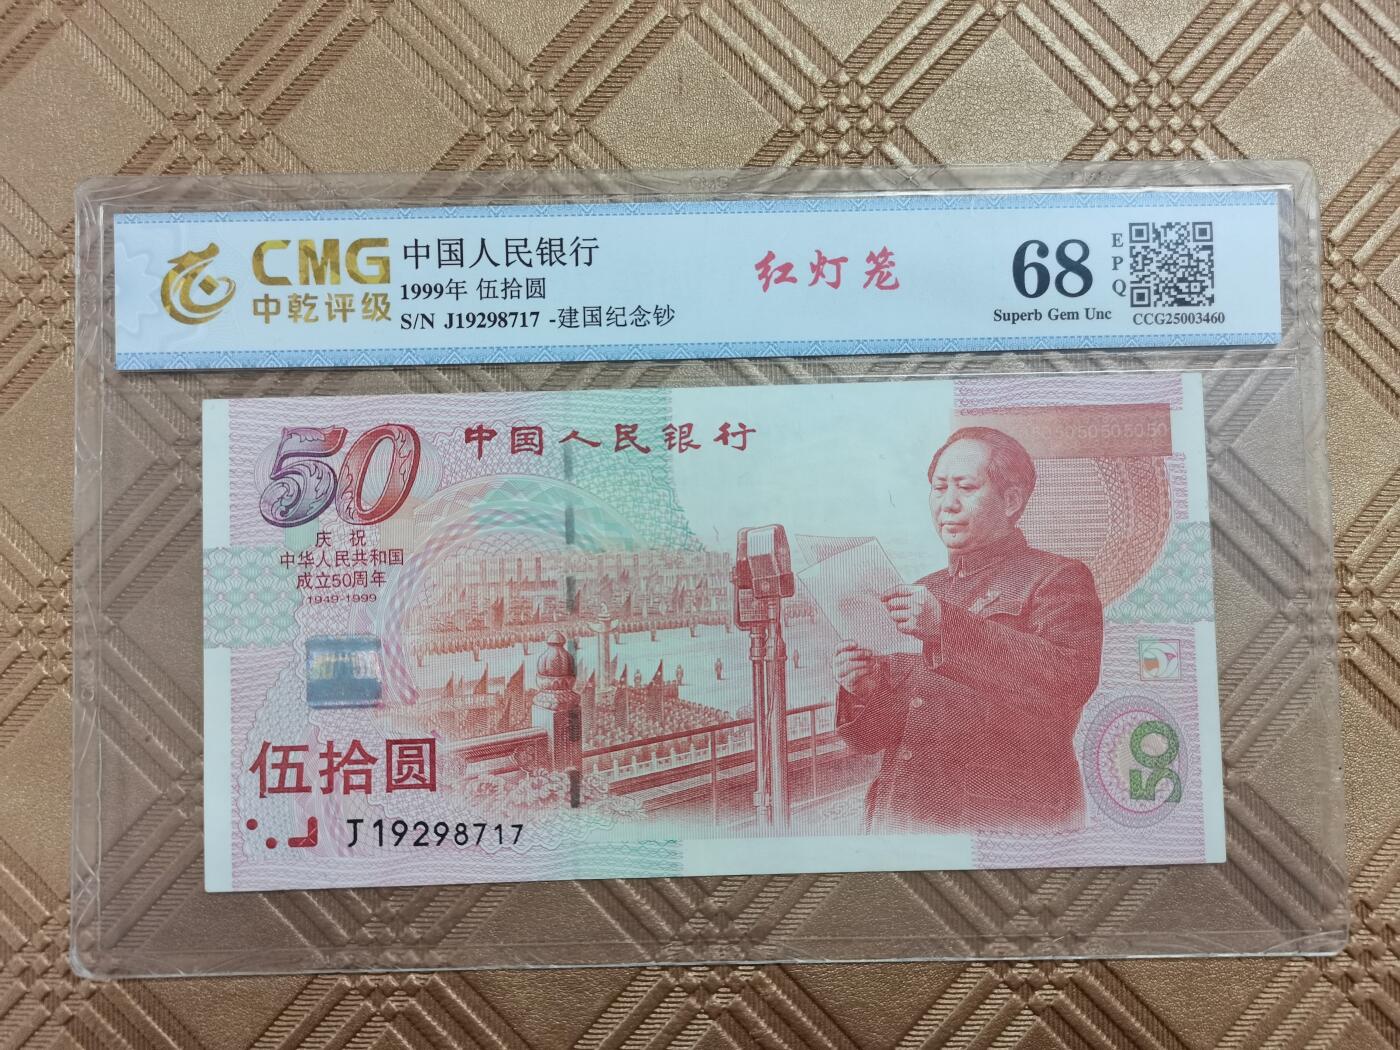 CMG
中乾评级
中国人民银行
1999年 伍拾圆
S/N J19298717 -建国纪念钞
红灯笼
68
EPQ
Superb Gem Unc
CCG25003460
50
中国人民银行
庆祝
中华人民共和国
成立50周年
1949-1999
伍拾圆
J19298717
50